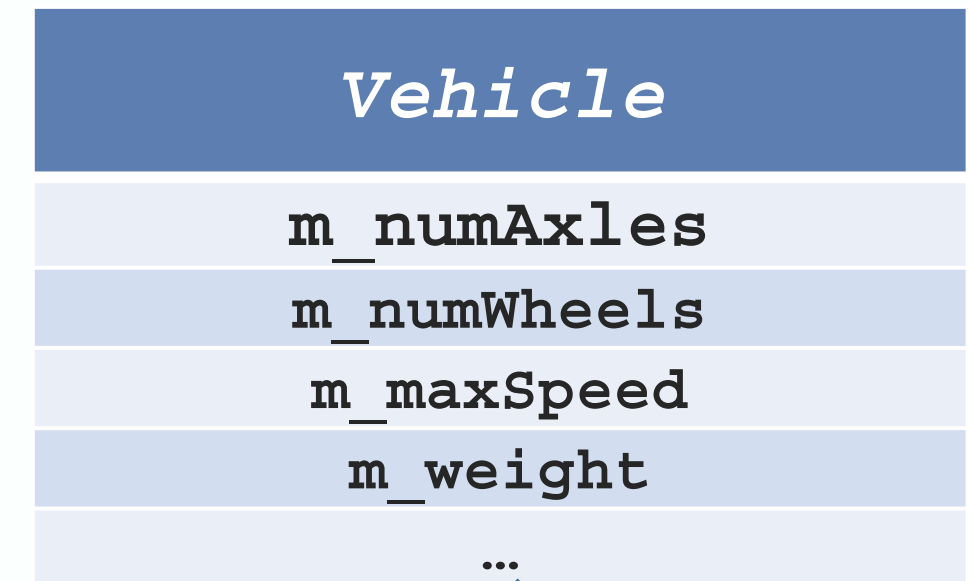 Vehicle
m_numAxles
m_numWheels
m_maxSpeed
m_weight
…